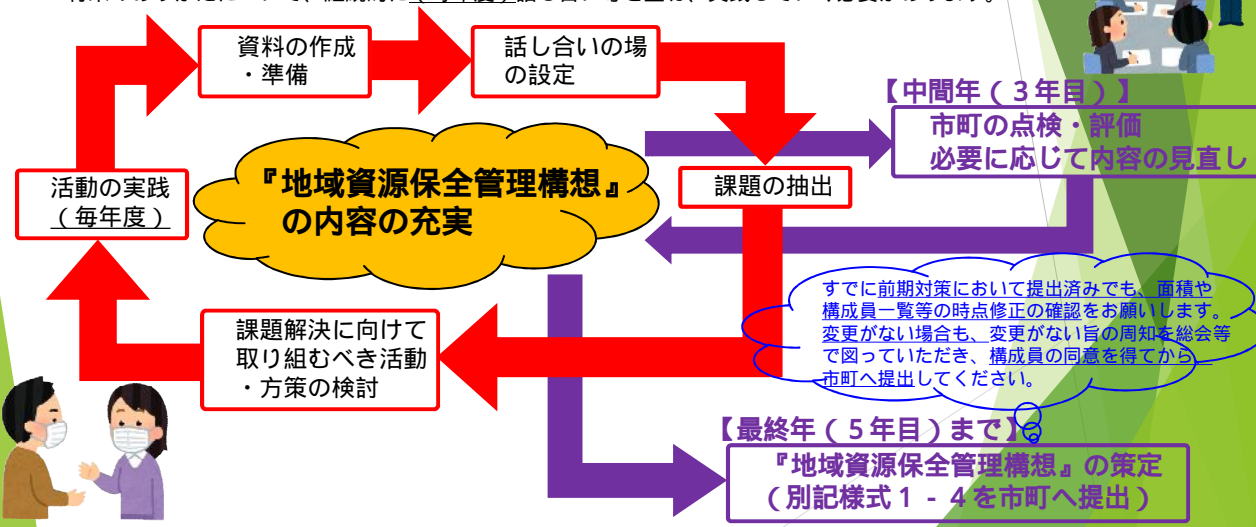 資料の作成
・準備
話し合いの場
の設定
【中間年（３年目）】
市町の点検・評価
必要に応じて内容の見直し
活動の実践
（毎年度）
『地域資源保全管理構想』
の内容の充実
課題の抽出
すでに前期対策において提出済みでも、面積や
構成員一覧等の時点修正の確認をお願いします。
変更がない場合も、変更がない旨の周知を総会等
で図っていただき、構成員の同意を得てから
市町へ提出してください。
課題解決に向けて
取り組むべき活動
・方策の検討
【最終年（５年目）まで】
『地域資源保全管理構想』の策定
（別記様式１‐４を市町へ提出）